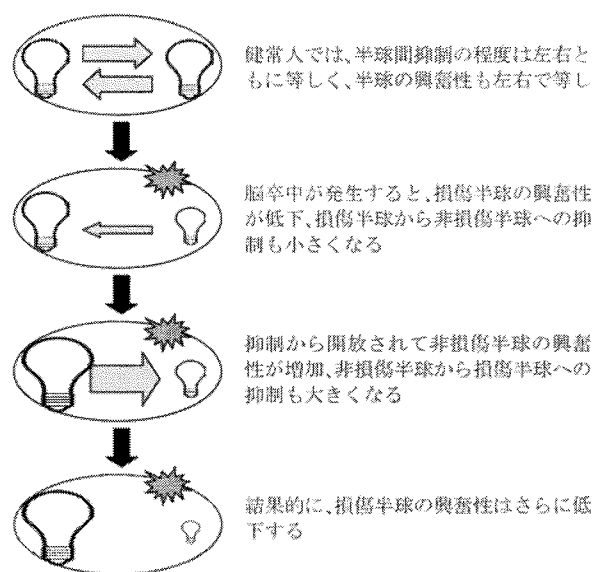 健常人では、半球間抑制の程度は左右と
もに等しく、半球の興奮性も左右で等し
脳卒中が発生すると、損傷半球の興奮性
が低下、損傷半球から非損傷半球への抑
制も小さくなる
抑制から開放されて非損傷半球の興奮
性が増加、非損傷半球から損傷半球への
抑制も大きくなる
結果的に、損傷半球の興奮性はさらに低
下する